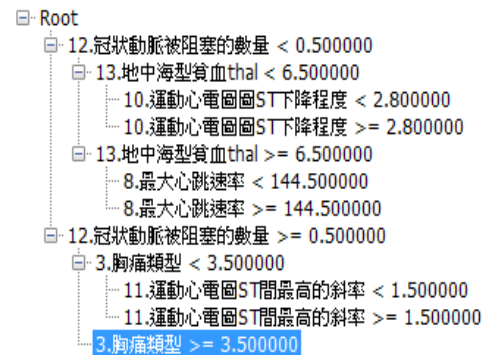 Root
12.冠狀動脈被阻塞的數量 < 0.500000
13.地中海型貧血thal < 6.500000
10.運動心電圖圖ST下降程度 < 2.800000
10.運動心電圖圖ST下降程度 >= 2.800000
13.地中海型貧血thal >= 6.500000
8.最大心跳速率 < 144.500000
8.最大心跳速率 >= 144.500000
12.冠狀動脈被阻塞的數量 >= 0.500000
3.胸痛類型 < 3.500000
11.運動心電圖ST間最高的斜率 < 1.500000
11.運動心電圖ST間最高的斜率 >= 1.500000
3.胸痛類型 >= 3.500000